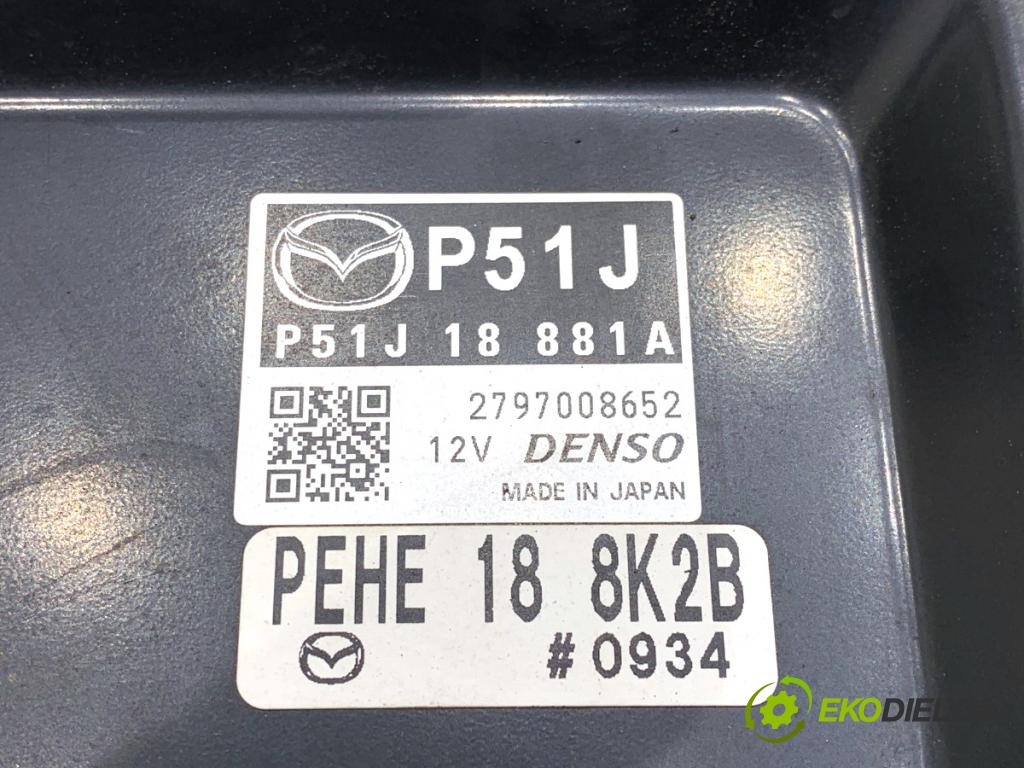 P51J
P51J 18 881A
2797008652
12V DENSO
MADE IN JAPAN
PEHE 18 8K2B
#0934
EKODIEL